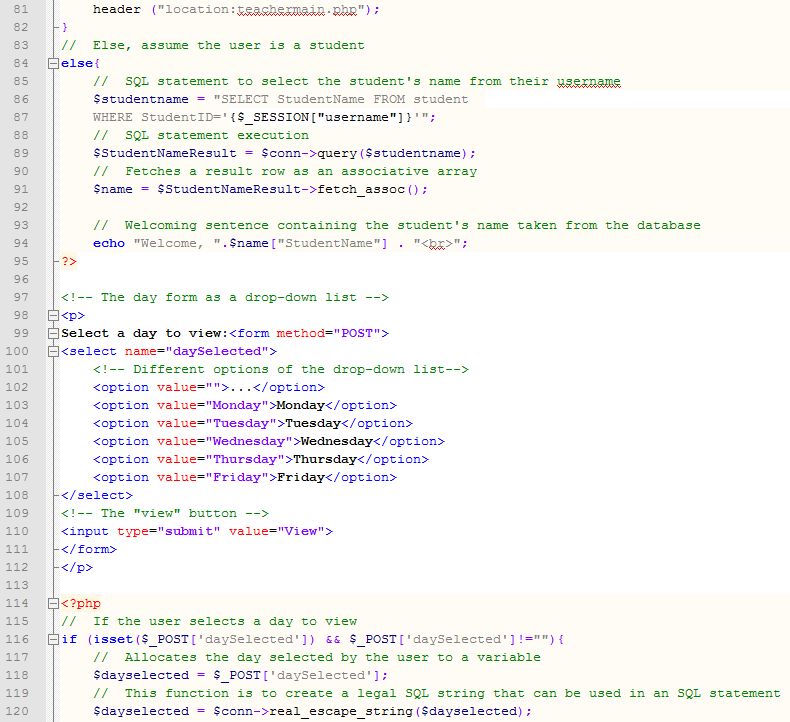 81 header ("location:teachermain.php");
82 }
83 // Else, assume the user is a student
84 else{
85 // SQL statement to select the student's name from their username
86 $studentname = "SELECT StudentName FROM student
87 WHERE StudentID='{$_SESSION["username"]}'";
88 // SQL statement execution
89 $StudentNameResult = $conn->query($studentname);
90 // Fetches a result row as an associative array
91 $name = $StudentNameResult->fetch_assoc();
92
93 // Welcoming sentence containing the student's name taken from the database
94 echo "Welcome, ".$name["StudentName"] . "<br>";
95 ?>
96
97 <!-- The day form as a drop-down list -->
98 <p>
99 Select a day to view:<form method="POST">
100 <select name="daySelected">
101 <!-- Different options of the drop-down list-->
102 <option value="">...</option>
103 <option value="Monday">Monday</option>
104 <option value="Tuesday">Tuesday</option>
105 <option value="Wednesday">Wednesday</option>
106 <option value="Thursday">Thursday</option>
107 <option value="Friday">Friday</option>
108 </select>
109 <!-- The "view" button -->
110 <input type="submit" value="View">
111 </form>
112 </p>
113
114 <?php
115 // If the user selects a day to view
116 if (isset($_POST['daySelected']) && $_POST['daySelected']!=""){
117 // Allocates the day selected by the user to a variable
118 $dayselected = $_POST['daySelected'];
119 // This function is to create a legal SQL string that can be used in an SQL statement
120 $dayselected = $conn->real_escape_string($dayselected);